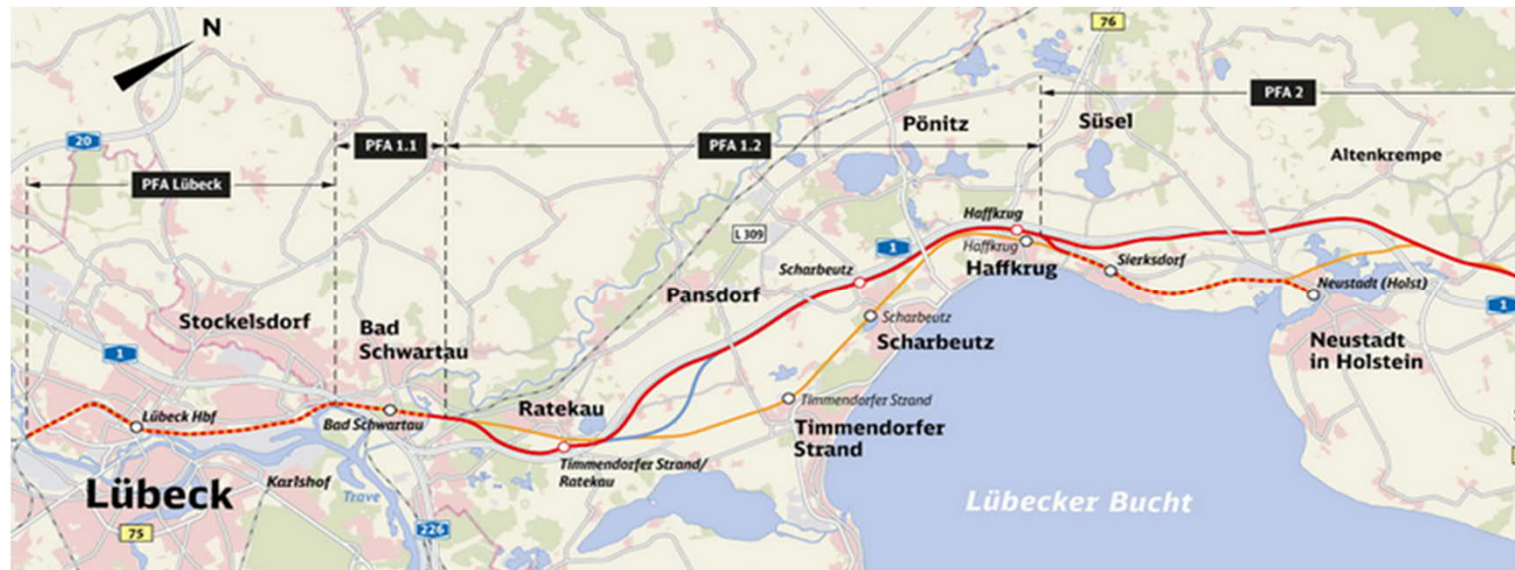 N
76
PFA 2
20
PFA 1.1
PFA 1.2
Pönitz
Süsel
Altenkrempe
PFA Lübeck
L 309
1
Haffkrug
Haffkrug
Haffkrug
Sierksdorf
Scharbeutz
Neustadt (Holst)
1
Pansdorf
Stockelsdorf
Bad
Schwartau
Scharbeutz
Scharbeutz
Neustadt
in Holstein
1
Ratekau
Timmendorfer Strand
Lübeck Hbf
Bad Schwartau
Timmendorfer
Strand
Timmendorfer Strand/
Ratekau
Karlshof
Lübeck
Trave
Lübecker Bucht
75
226